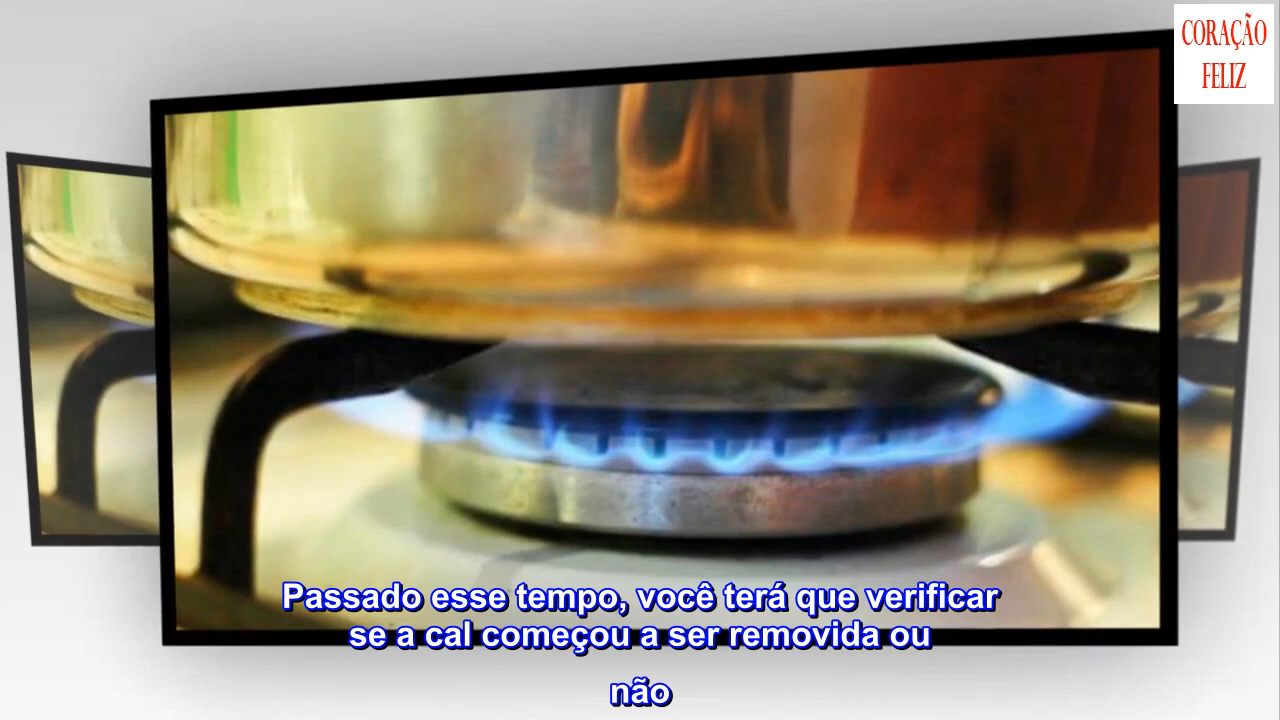 CORAÇÃO
FELIZ
Passado esse tempo, você terá que verificar
se a cal começou a ser removida ou
não